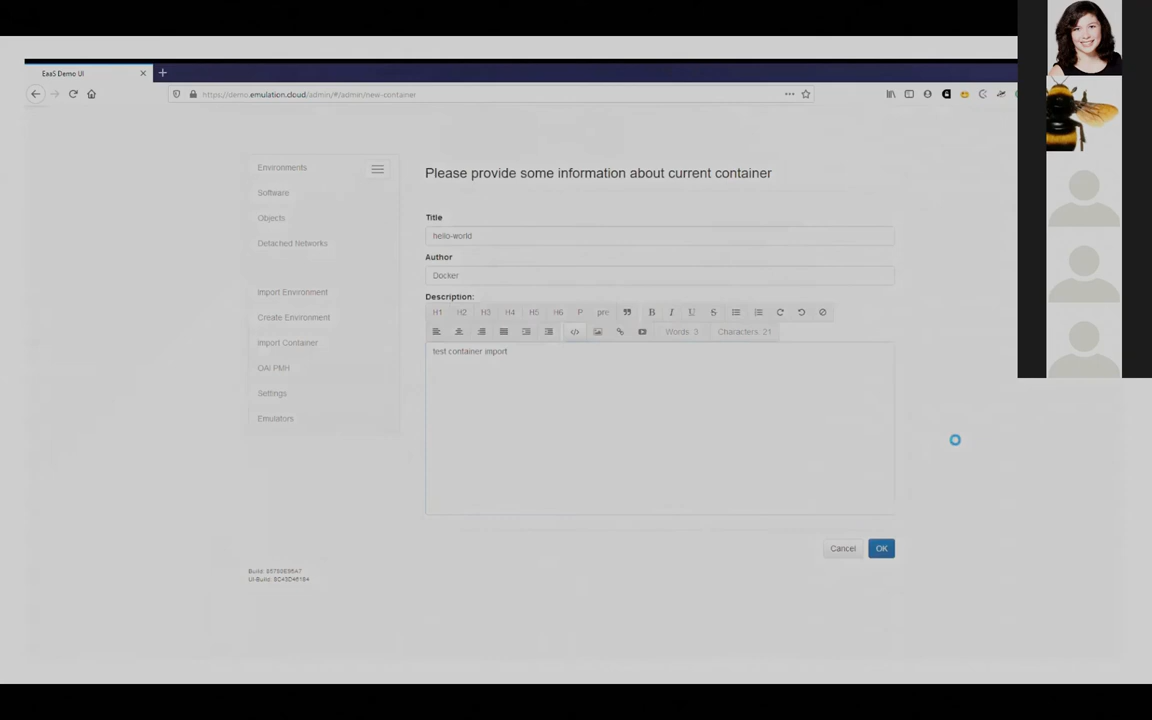 EaaS Demo UI
https://demo.emulation.cloud/admin/#/admin/new-container
Environments
Software
Objects
Detached Networks
Import Environment
Create Environment
Import Container
OAI PMH
Settings
Emulators
Please provide some information about current container
Title
hello-world
Author
Docker
Description:
H1 H2 H3 H4 H5 H6 P pre B I U S
Words: 3 Characters: 21
test container import
Cancel OK